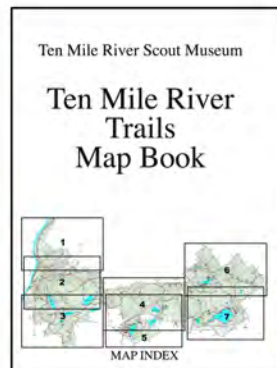 Ten Mile River Scout Museum
Ten Mile River
Trails
Map Book
1
2
3
4
5
6
7
MAP INDEX